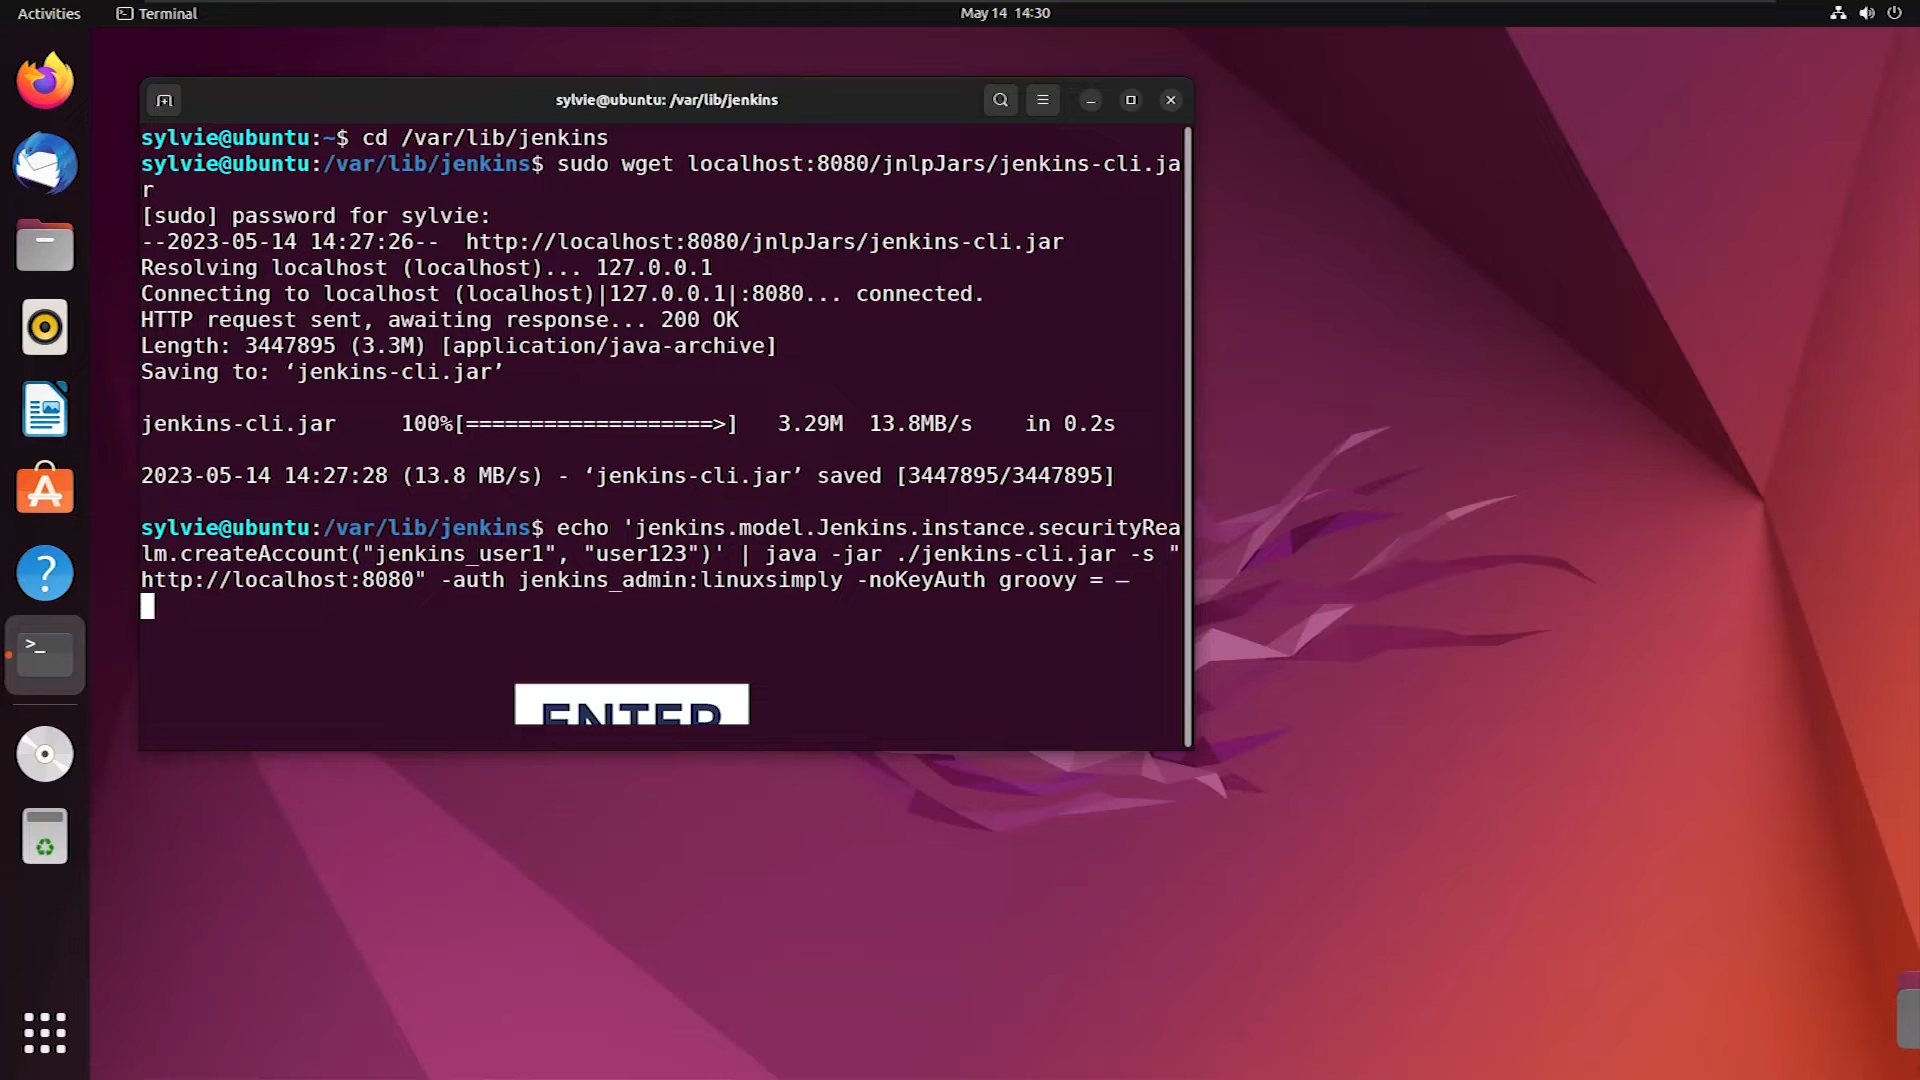 Activities Terminal May 14 14:30
sylvie@ubuntu: /var/lib/jenkins
sylvie@ubuntu:~$ cd /var/lib/jenkins
sylvie@ubuntu:/var/lib/jenkins$ sudo wget localhost:8080/jnlpJars/jenkins-cli.ja
r
[sudo] password for sylvie:
--2023-05-14 14:27:26--  http://localhost:8080/jnlpJars/jenkins-cli.jar
Resolving localhost (localhost)... 127.0.0.1
Connecting to localhost (localhost)|127.0.0.1|:8080... connected.
HTTP request sent, awaiting response... 200 OK
Length: 3447895 (3.3M) [application/java-archive]
Saving to: ‘jenkins-cli.jar’
jenkins-cli.jar     100%[===================>]   3.29M  13.8MB/s    in 0.2s
2023-05-14 14:27:28 (13.8 MB/s) - ‘jenkins-cli.jar’ saved [3447895/3447895]
sylvie@ubuntu:/var/lib/jenkins$ echo 'jenkins.model.Jenkins.instance.securityRea
lm.createAccount("jenkins_user1", "user123")' | java -jar ./jenkins-cli.jar -s "
http://localhost:8080" -auth jenkins_admin:linuxsimply -noKeyAuth groovy = –
ENTER